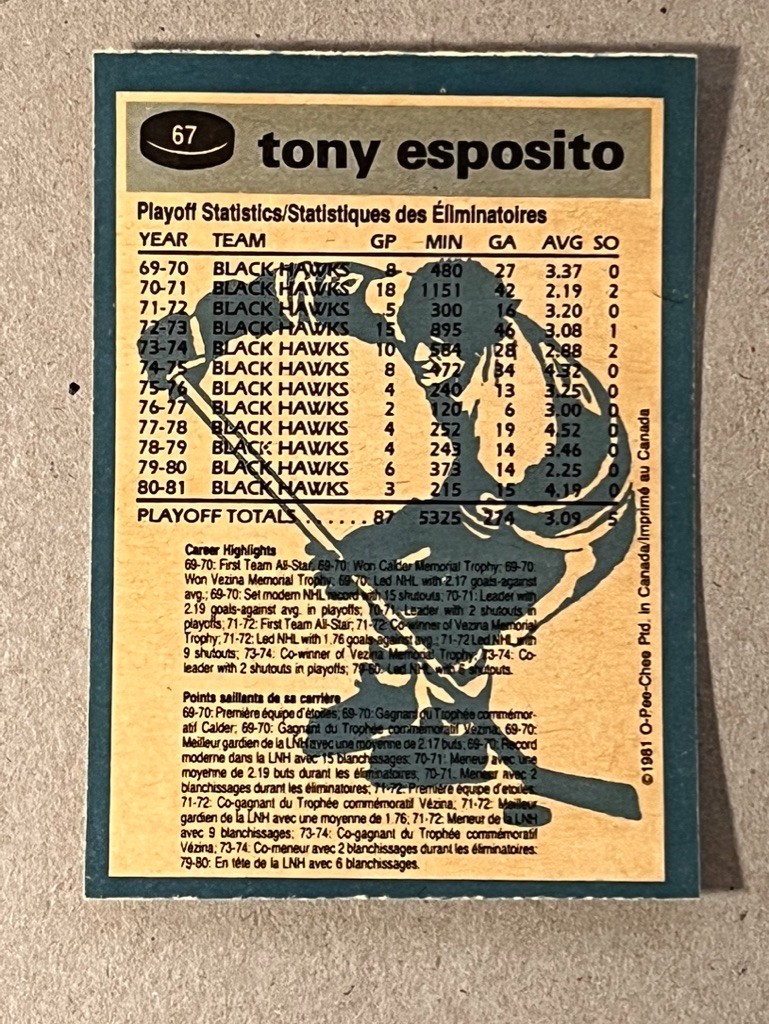 67
tony esposito
Playoff Statistics/Statistiques des Éliminatoires
YEAR TEAM GP MIN GA AVG SO
69-70 BLACK HAWKS 8 480 27 3.37 0
70-71 BLACK HAWKS 18 1151 42 2.19 2
71-72 BLACK HAWKS 5 300 16 3.20 0
72-73 BLACK HAWKS 15 895 46 3.08 1
73-74 BLACK HAWKS 10 584 28 2.88 2
74-75 BLACK HAWKS 8 472 34 4.32 0
75-76 BLACK HAWKS 4 240 13 3.25 0
76-77 BLACK HAWKS 2 120 6 3.00 0
77-78 BLACK HAWKS 4 252 19 4.52 0
78-79 BLACK HAWKS 4 243 14 3.46 0
79-80 BLACK HAWKS 6 373 14 2.25 0
80-81 BLACK HAWKS 3 215 15 4.19 0
PLAYOFF TOTALS . . . . . . 87 5325 274 3.09 5
Career Highlights
69-70: First Team All-Star; 69-70: Won Calder Memorial Trophy; 69-70:
Won Vezina Memorial Trophy; 69-70: Led NHL with 2.17 goals-against
avg.; 69-70: Set modern NHL record with 15 shutouts; 70-71: Leader with
2.19 goals-against avg. in playoffs; 70-71: Leader with 2 shutouts in
playoffs; 71-72: First Team All-Star; 71-72: Co-winner of Vezina Memorial
Trophy; 71-72: Led NHL with 1.76 goals-against avg.; 71-72 Led NHL with
9 shutouts; 73-74: Co-winner of Vezina Memorial Trophy; 73-74: Co-
leader with 2 shutouts in playoffs; 79-80: Led NHL with 6 shutouts.
Points saillants de sa carrière
69-70: Première équipe d'étoiles; 69-70: Gagnant du Trophée commémor-
atif Calder; 69-70: Gagnant du Trophée commémoratif Vézina; 69-70:
Meilleur gardien de la LNH avec une moyenne de 2.17 buts; 69-70: Record
moderne dans la LNH avec 15 blanchissages; 70-71: Meneur avec une
moyenne de 2.19 buts durant les éliminatoires; 70-71. Meneur avec 2
blanchissages durant les éliminatoires; 71-72: Première équipe d'etoiles;
71-72: Co-gagnant du Trophée commémoratif Vézina; 71-72: Meilleur
gardien de la LNH avec une moyenne de 1.76; 71-72: Meneur de la LNH
avec 9 blanchissages; 73-74: Co-gagnant du Trophée commémoratif
Vézina; 73-74: Co-meneur avec 2 blanchissages durant les éliminatoires:
79-80: En tête de la LNH avec 6 blanchissages.
©1981 O-Pee-Chee Ptd. in Canada/Imprimé au Canada